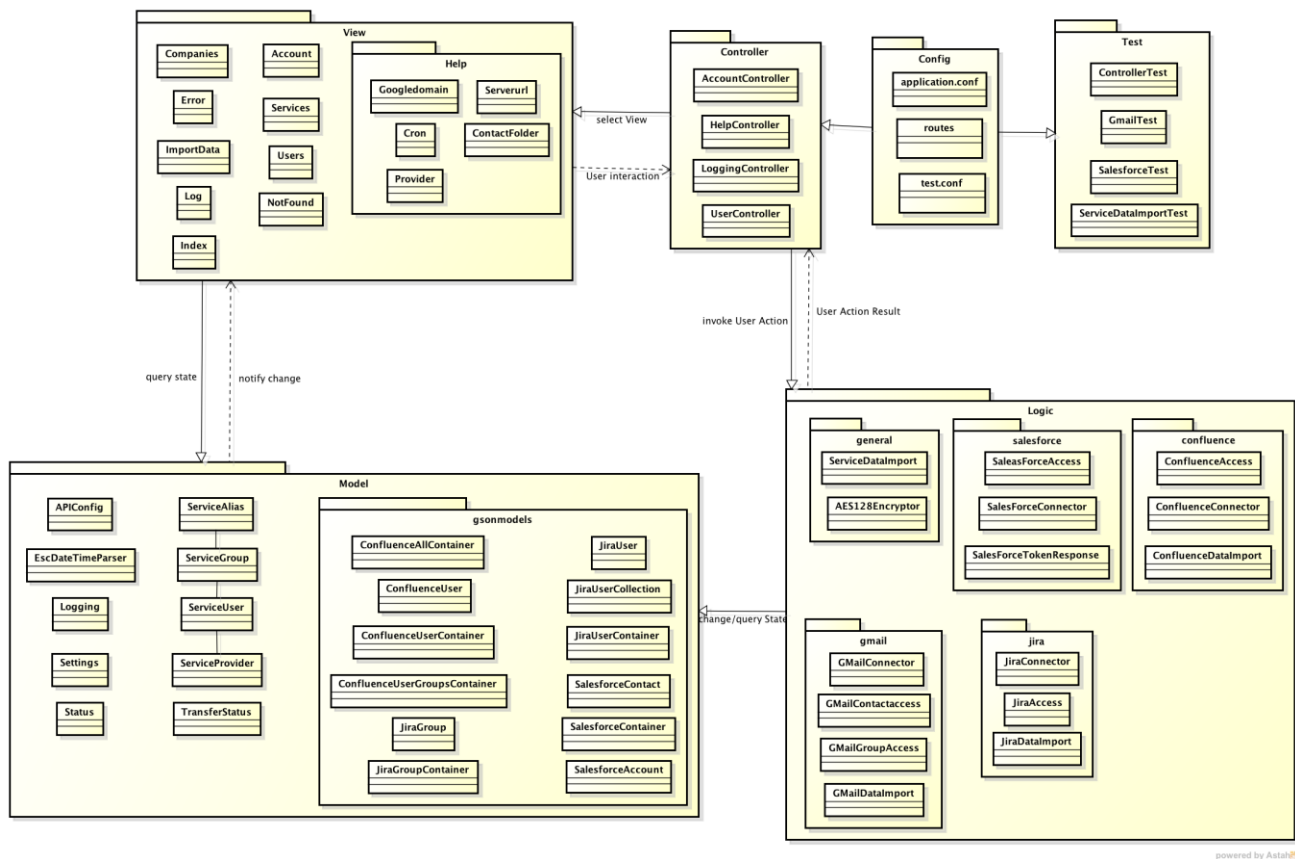 View
Companies
Account
Error
Services
ImportData
Users
Log
NotFound
Index
Help
Googledomain
Serverurl
Cron
ContactFolder
Provider
select View
User interaction
Controller
AccountController
HelpController
LoggingController
UserController
Config
application.conf
routes
test.conf
Test
ControllerTest
GmailTest
SalesforceTest
ServiceDataImportTest
invoke User Action
User Action Result
query state
notify change
Model
APIConfig
ServiceAlias
EscDateTimeParser
ServiceGroup
Logging
ServiceUser
Settings
ServiceProvider
Status
TransferStatus
gsonmodels
ConfluenceAllContainer
JiraUser
ConfluenceUser
JiraUserCollection
ConfluenceUserContainer
JiraUserContainer
ConfluenceUserGroupsContainer
SalesforceContact
JiraGroup
SalesforceContainer
JiraGroupContainer
SalesforceAccount
change/query State
Logic
general
ServiceDataImport
AES128Encryptor
salesforce
SaleasForceAccess
SalesForceConnector
SalesForceTokenResponse
confluence
ConfluenceAccess
ConfluenceConnector
ConfluenceDataImport
gmail
GMailConnector
GMailContactaccess
GMailGroupAccess
GMailDataImport
jira
JiraConnector
JiraAccess
JiraDataImport
powered by Astah